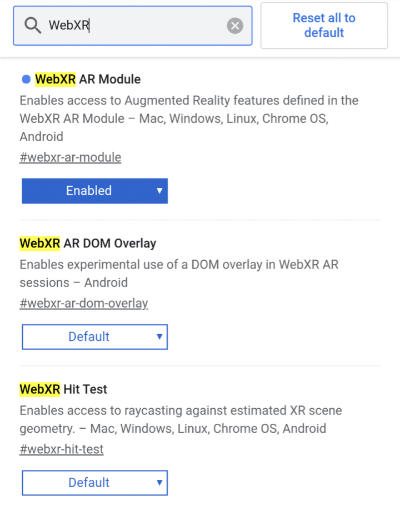 WebXR
Reset all to
default
WebXR AR Module
Enables access to Augmented Reality features defined in the
WebXR AR Module – Mac, Windows, Linux, Chrome OS,
Android
#webxr-ar-module
Enabled
WebXR AR DOM Overlay
Enables experimental use of a DOM overlay in WebXR AR
sessions – Android
#webxr-ar-dom-overlay
Default
WebXR Hit Test
Enables access to raycasting against estimated XR scene
geometry. – Mac, Windows, Linux, Chrome OS, Android
#webxr-hit-test
Default